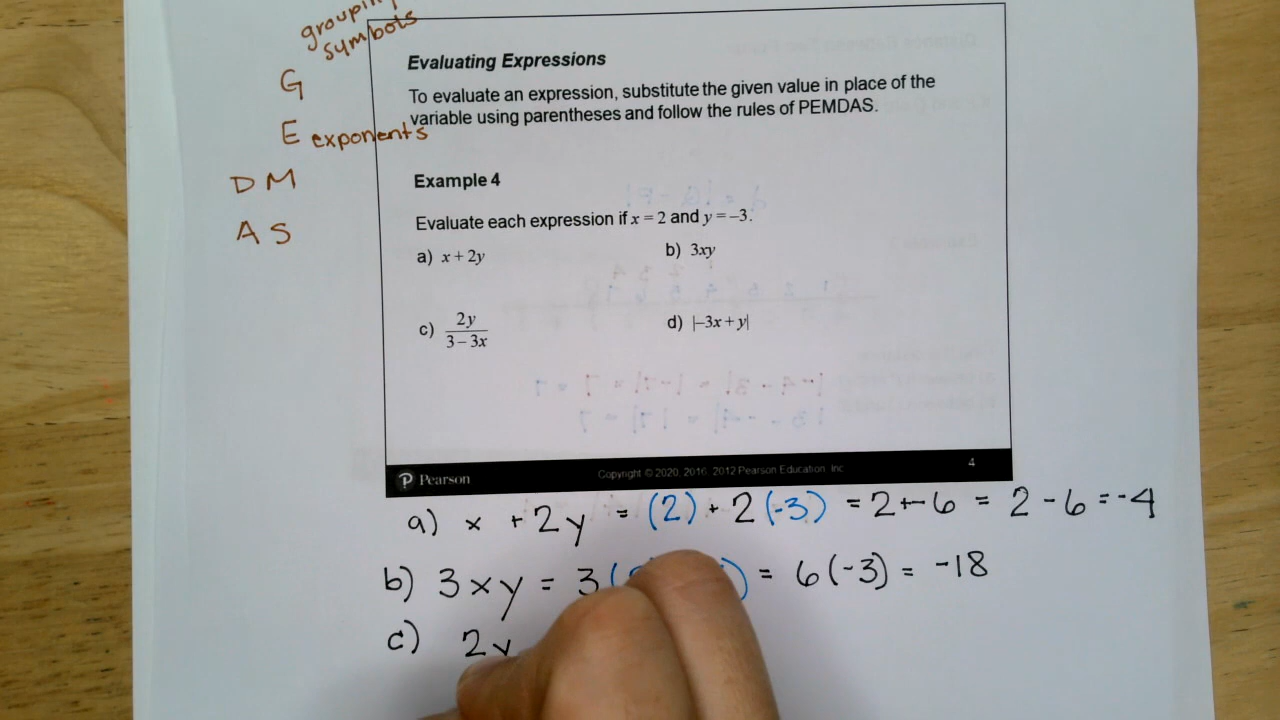 grouping
symbols
G
E exponents
DM
AS
Evaluating Expressions
To evaluate an expression, substitute the given value in place of the
variable using parentheses and follow the rules of PEMDAS.
Example 4
Evaluate each expression if x = 2 and y = –3.
a) x + 2y
b) 3xy
c) 2y / 3 – 3x
d) |–3x + y|
P Pearson
Copyright © 2020, 2016, 2012 Pearson Education, Inc.
4
a) x + 2y = (2) + 2(-3) = 2 + -6 = 2 - 6 = -4
b) 3xy = 3( ) = 6(-3) = -18
c) 2y